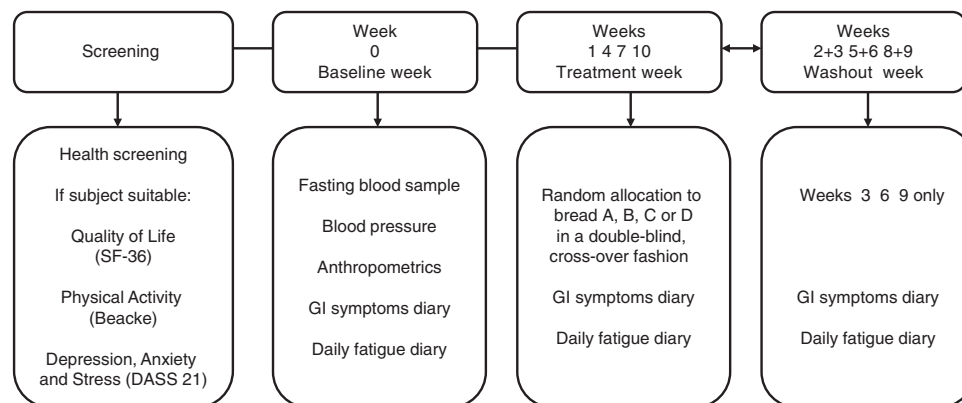 Screening
Week
0
Baseline week
Weeks
1 4 7 10
Treatment week
Weeks
2+3 5+6 8+9
Washout week
Health screening
If subject suitable:
Quality of Life
(SF-36)
Physical Activity
(Beacke)
Depression, Anxiety
and Stress (DASS 21)
Fasting blood sample
Blood pressure
Anthropometrics
GI symptoms diary
Daily fatigue diary
Random allocation to
bread A, B, C or D
in a double-blind,
cross-over fashion
GI symptoms diary
Daily fatigue diary
Weeks 3 6 9 only
GI symptoms diary
Daily fatigue diary